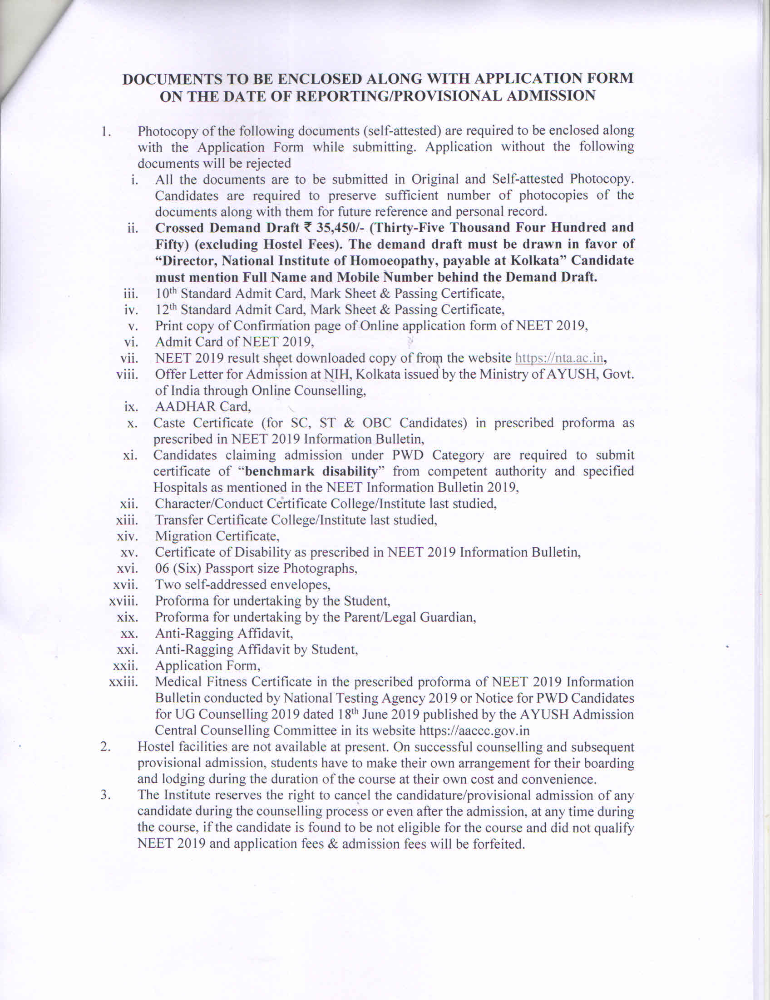 DOCUMENTS TO BE ENCLOSED ALONG WITH APPLICATION FORM
ON THE DATE OF REPORTING/PROVISIONAL ADMISSION
1. Photocopy of the following documents (self-attested) are required to be enclosed along
with the Application Form while submitting. Application without the following
documents will be rejected
i. All the documents are to be submitted in Original and Self-attested Photocopy.
Candidates are required to preserve sufficient number of photocopies of the
documents along with them for future reference and personal record.
ii. Crossed Demand Draft ₹ 35,450/- (Thirty-Five Thousand Four Hundred and
Fifty) (excluding Hostel Fees). The demand draft must be drawn in favor of
“Director, National Institute of Homoeopathy, payable at Kolkata” Candidate
must mention Full Name and Mobile Number behind the Demand Draft.
iii. 10th Standard Admit Card, Mark Sheet & Passing Certificate,
iv. 12th Standard Admit Card, Mark Sheet & Passing Certificate,
v. Print copy of Confirmation page of Online application form of NEET 2019,
vi. Admit Card of NEET 2019,
vii. NEET 2019 result sheet downloaded copy of from the website https://nta.ac.in,
viii. Offer Letter for Admission at NIH, Kolkata issued by the Ministry of AYUSH, Govt.
of India through Online Counselling,
ix. AADHAR Card,
x. Caste Certificate (for SC, ST & OBC Candidates) in prescribed proforma as
prescribed in NEET 2019 Information Bulletin,
xi. Candidates claiming admission under PWD Category are required to submit
certificate of “benchmark disability” from competent authority and specified
Hospitals as mentioned in the NEET Information Bulletin 2019,
xii. Character/Conduct Certificate College/Institute last studied,
xiii. Transfer Certificate College/Institute last studied,
xiv. Migration Certificate,
xv. Certificate of Disability as prescribed in NEET 2019 Information Bulletin,
xvi. 06 (Six) Passport size Photographs,
xvii. Two self-addressed envelopes,
xviii. Proforma for undertaking by the Student,
xix. Proforma for undertaking by the Parent/Legal Guardian,
xx. Anti-Ragging Affidavit,
xxi. Anti-Ragging Affidavit by Student,
xxii. Application Form,
xxiii. Medical Fitness Certificate in the prescribed proforma of NEET 2019 Information
Bulletin conducted by National Testing Agency 2019 or Notice for PWD Candidates
for UG Counselling 2019 dated 18th June 2019 published by the AYUSH Admission
Central Counselling Committee in its website https://aaccc.gov.in
2. Hostel facilities are not available at present. On successful counselling and subsequent
provisional admission, students have to make their own arrangement for their boarding
and lodging during the duration of the course at their own cost and convenience.
3. The Institute reserves the right to cancel the candidature/provisional admission of any
candidate during the counselling process or even after the admission, at any time during
the course, if the candidate is found to be not eligible for the course and did not qualify
NEET 2019 and application fees & admission fees will be forfeited.